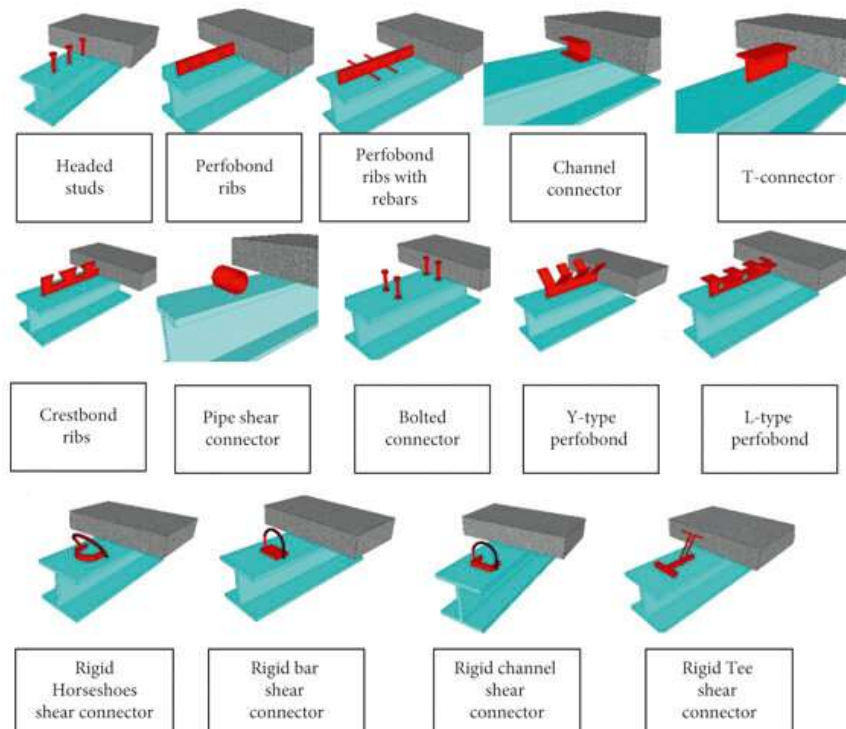 Headed
studs
Perfobond
ribs
Perfobond
ribs with
rebars
Channel
connector
T-connector
Crestbond
ribs
Pipe shear
connector
Bolted
connector
Y-type
perfobond
L-type
perfobond
Rigid
Horseshoes
shear connector
Rigid bar
shear
connector
Rigid channel
shear
connector
Rigid Tee
shear
connector